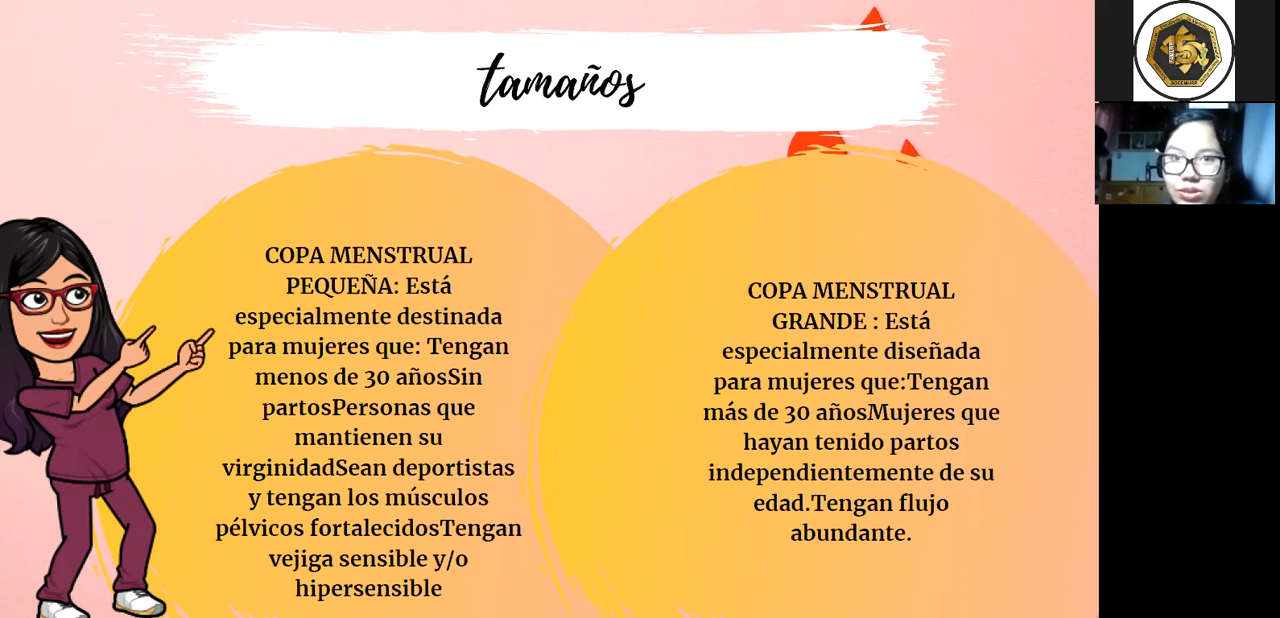 tamaños
COPA MENSTRUAL
PEQUEÑA: Está
especialmente destinada
para mujeres que: Tengan
menos de 30 añosSin
partosPersonas que
mantienen su
virginidadSean deportistas
y tengan los músculos
pélvicos fortalecidosTengan
vejiga sensible y/o
hipersensible
COPA MENSTRUAL
GRANDE : Está
especialmente diseñada
para mujeres que:Tengan
más de 30 añosMujeres que
hayan tenido partos
independientemente de su
edad.Tengan flujo
abundante.
15
SOCEMURP